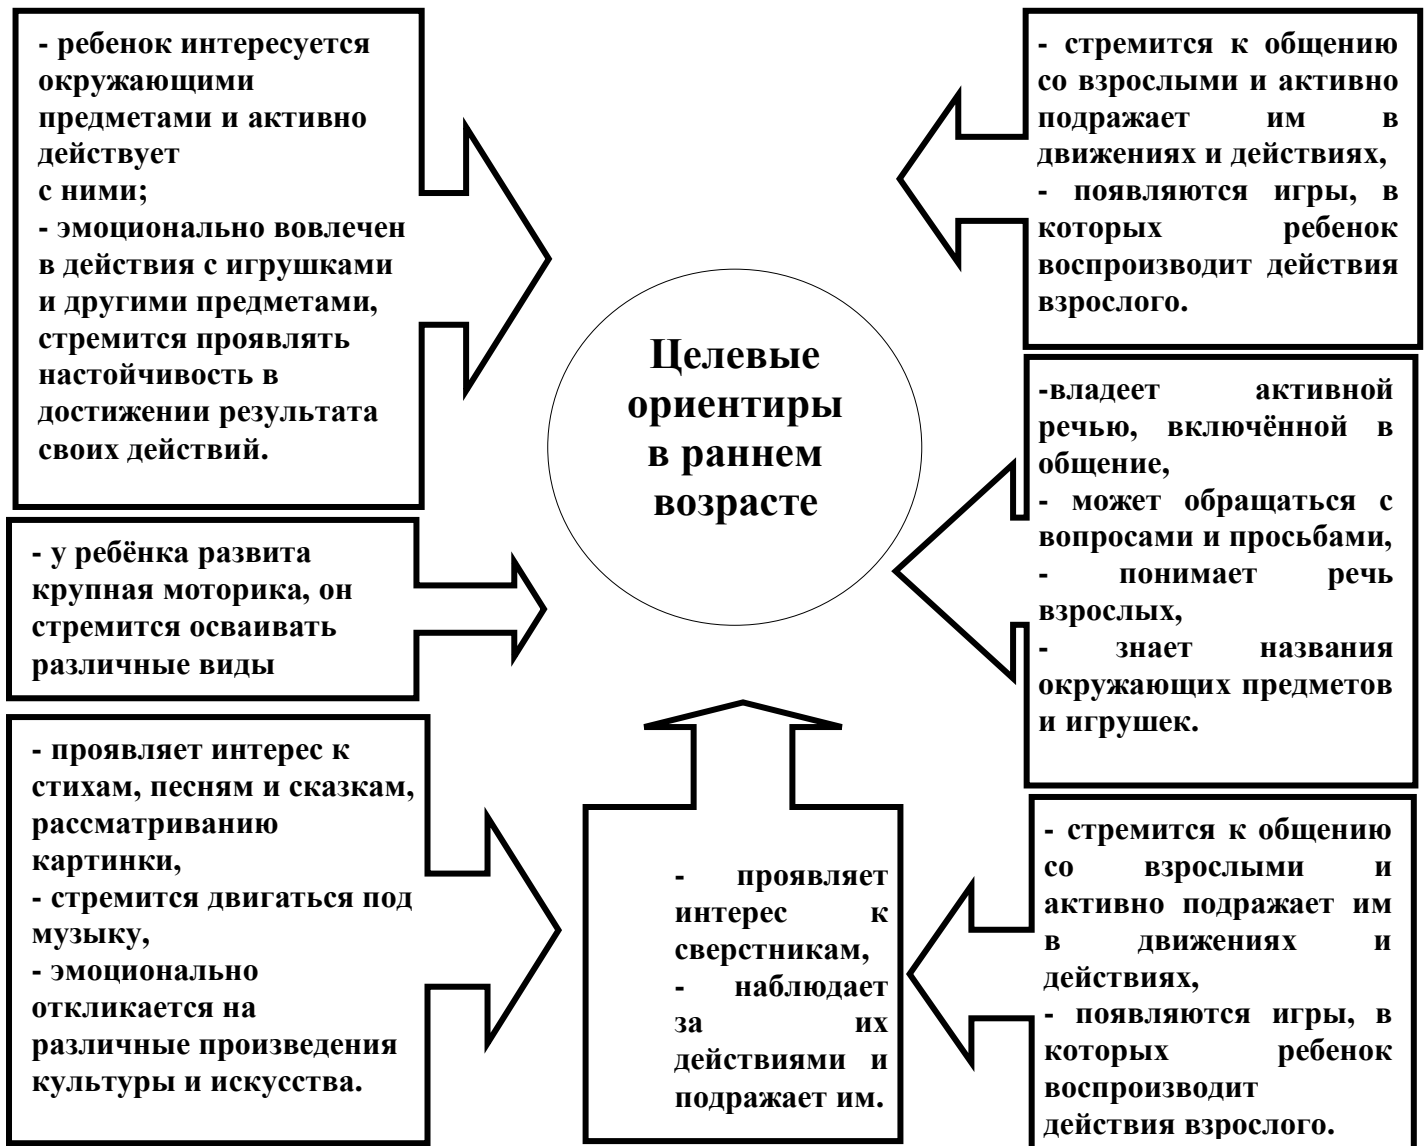 - ребенок интересуется
окружающими
предметами и активно
действует
с ними;
- эмоционально вовлечен
в действия с игрушками
и другими предметами,
стремится проявлять
настойчивость в
достижении результата
своих действий.
- стремится к общению
со взрослыми и активно
подражает им в
движениях и действиях,
- появляются игры, в
которых ребенок
воспроизводит действия
взрослого.
Целевые
ориентиры
в раннем
возрасте
-владеет активной
речью, включённой в
общение,
- может обращаться с
вопросами и просьбами,
- понимает речь
взрослых,
- знает названия
окружающих предметов
и игрушек.
- у ребёнка развита
крупная моторика, он
стремится осваивать
различные виды
- проявляет интерес к
стихам, песням и сказкам,
рассматриванию
картинки,
- стремится двигаться под
музыку,
- эмоционально
откликается на
различные произведения
культуры и искусства.
- проявляет
интерес к
сверстникам,
- наблюдает
за их
действиями и
подражает им.
- стремится к общению
со взрослыми и
активно подражает им
в движениях и
действиях,
- появляются игры, в
которых ребенок
воспроизводит
действия взрослого.